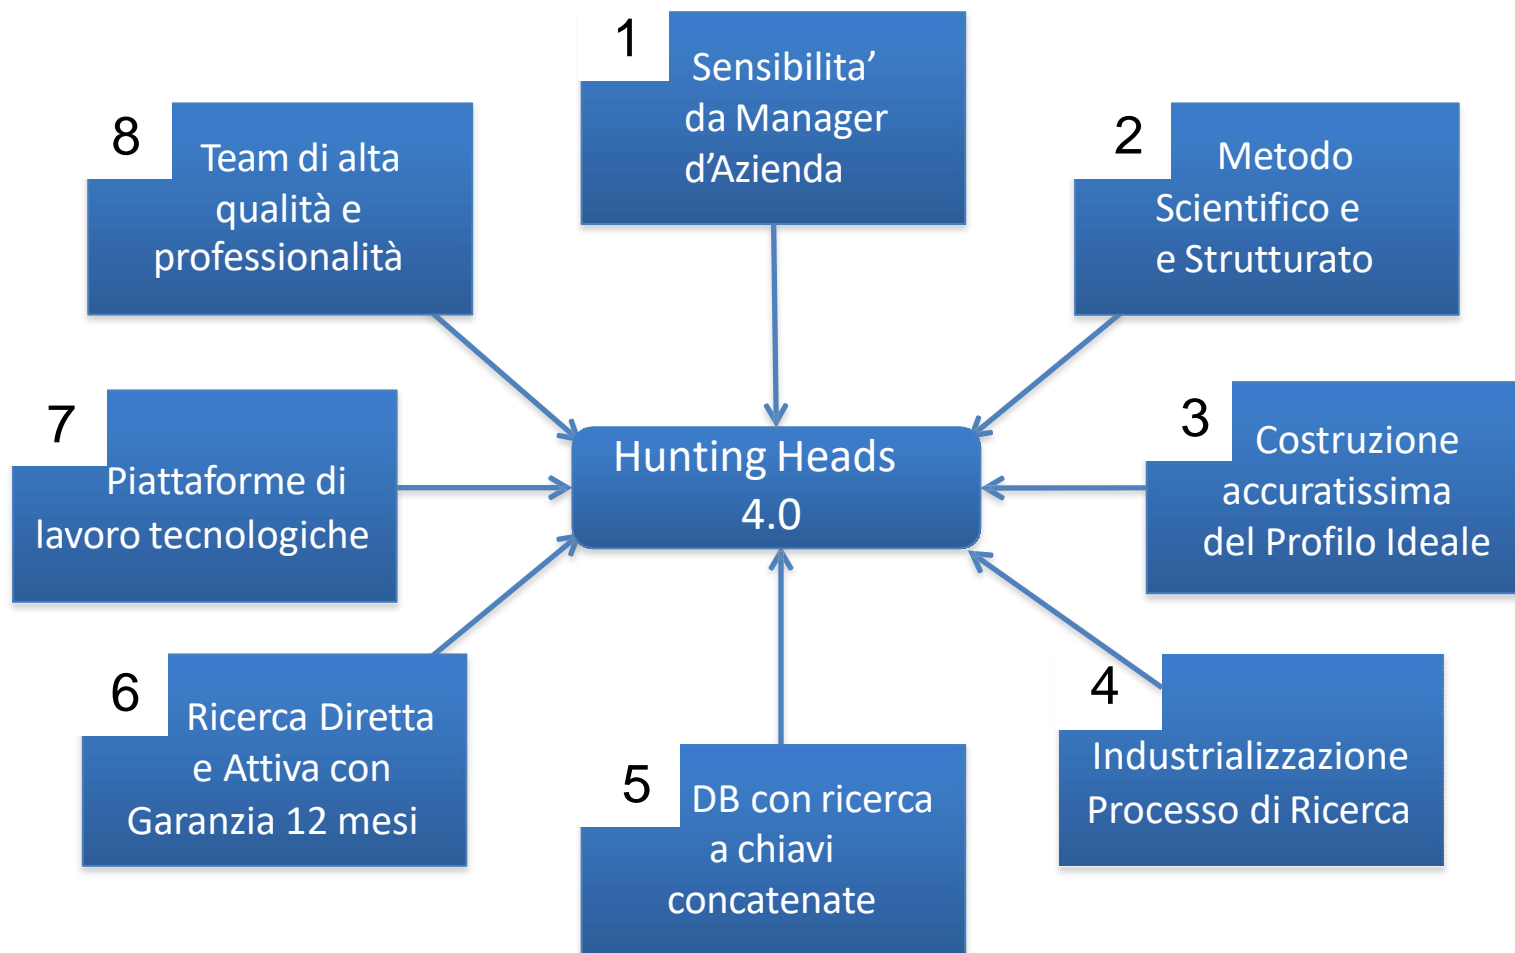 1
Sensibilita’
da Manager
d’Azienda
2
Metodo
Scientifico e
e Strutturato
3
Costruzione
accuratissima
del Profilo Ideale
4
Industrializzazione
Processo di Ricerca
5
DB con ricerca
a chiavi
concatenate
6
Ricerca Diretta
e Attiva con
Garanzia 12 mesi
7
Piattaforme di
lavoro tecnologiche
8
Team di alta
qualità e
professionalità
Hunting Heads
4.0